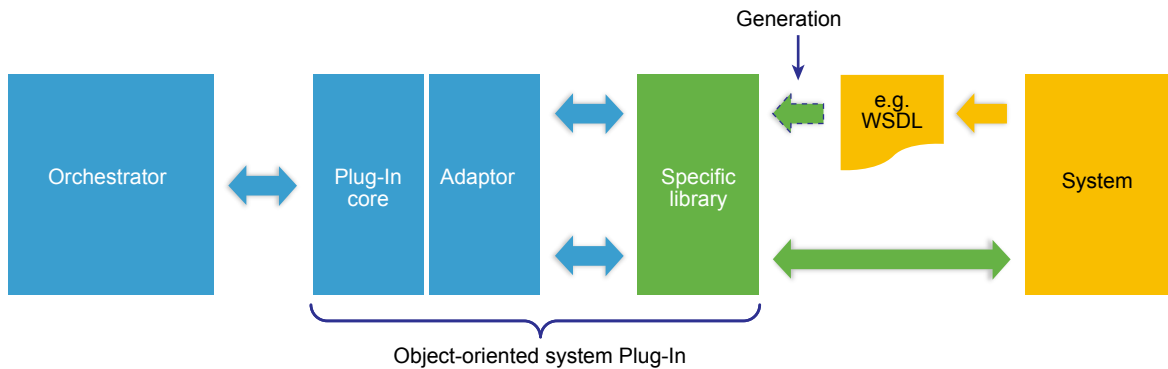 Generation
e.g.
WSDL
Orchestrator
Plug-In
core
Adaptor
Specific
library
System
Object-oriented system Plug-In